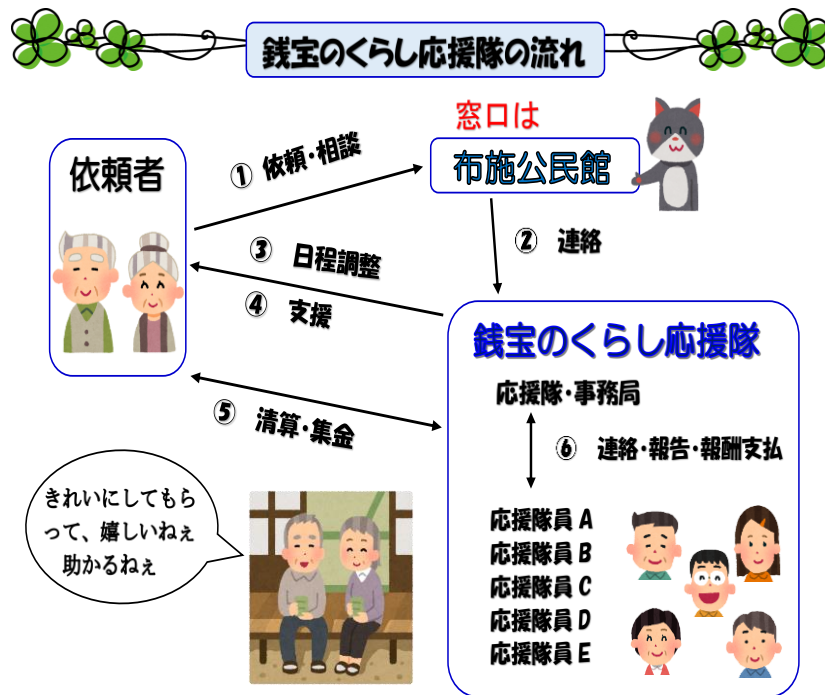 銭宝のくらし応援隊の流れ
窓口は
布施公民館
依頼者
① 依頼・相談
② 連絡
③ 日程調整
④ 支援
⑤ 清算・集金
銭宝のくらし応援隊
応援隊・事務局
⑥ 連絡・報告・報酬支払
応援隊員A
応援隊員B
応援隊員C
応援隊員D
応援隊員E
きれいにしてもら
って、嬉しいねぇ
助かるねぇ